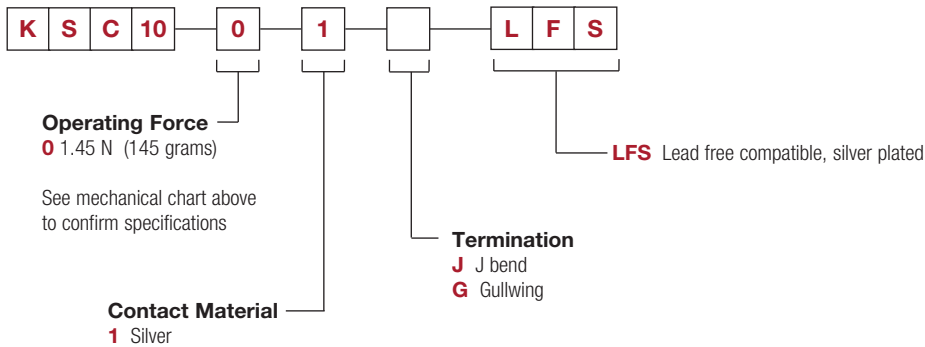 K S C 10 0 1 L F S
Operating Force
0 1.45 N (145 grams)
See mechanical chart above
to confirm specifications
LFS Lead free compatible, silver plated
Termination
J J bend
G Gullwing
Contact Material
1 Silver